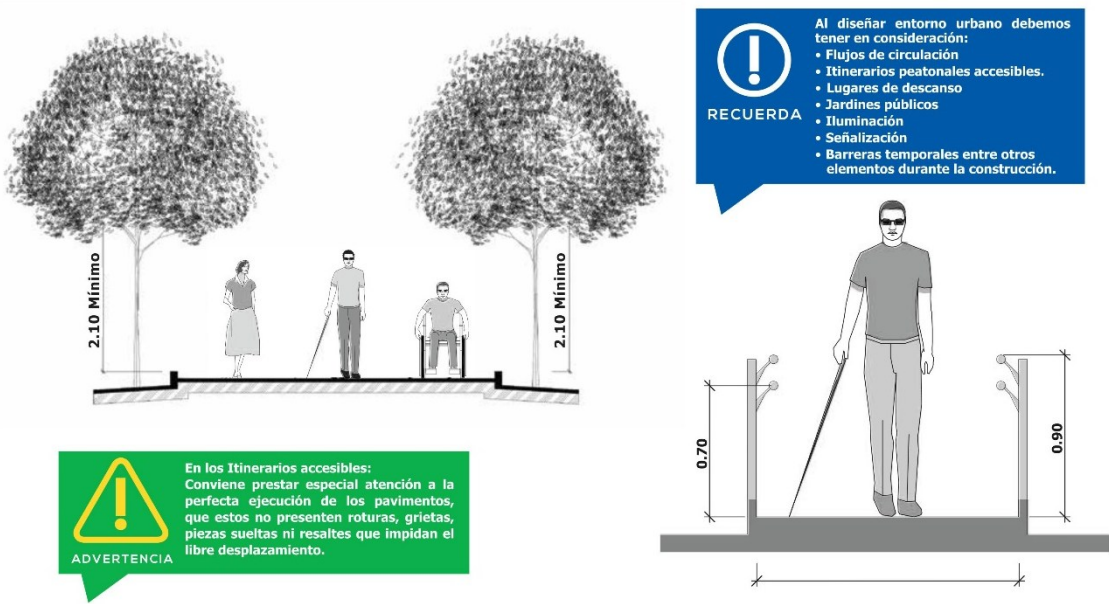 Al diseñar entorno urbano debemos
tener en consideración:
• Flujos de circulación
• Itinerarios peatonales accesibles.
• Lugares de descanso
• Jardines públicos
• Iluminación
• Señalización
• Barreras temporales entre otros
elementos durante la construcción.
RECUERDA
2.10 Mínimo
2.10 Mínimo
0.70
0.90
En los Itinerarios accesibles:
Conviene prestar especial atención a la
perfecta ejecución de los pavimentos,
que estos no presenten roturas, grietas,
piezas sueltas ni resaltes que impidan el
libre desplazamiento.
ADVERTENCIA